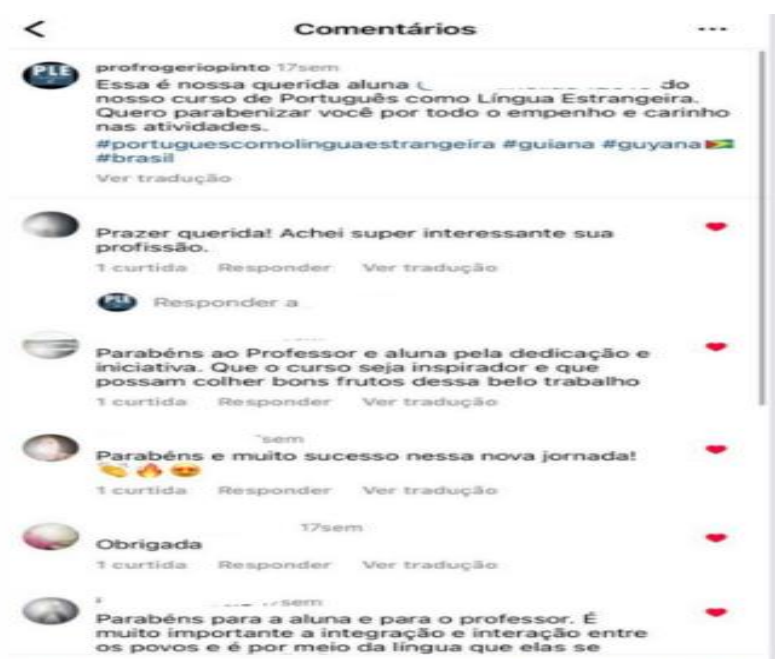 Comentários
PLE
profrogeriopinto 17sem
Essa é nossa querida aluna do
nosso curso de Português como Língua Estrangeira.
Quero parabenizar você por todo o empenho e carinho
nas atividades.
#portuguescomolinguaestrangeira #guiana #guyana🇬🇾
#brasil
Ver tradução
Prazer querida! Achei super interessante sua
profissão.
1 curtida Responder Ver tradução
PLE Responder a
Parabéns ao Professor e aluna pela dedicação e
iniciativa. Que o curso seja inspirador e que
possam colher bons frutos dessa belo trabalho
1 curtida Responder Ver tradução
sem
Parabéns e muito sucesso nessa nova jornada!
👏🔥😍
1 curtida Responder Ver tradução
17sem
Obrigada
1 curtida Responder Ver tradução
sem
Parabéns para a aluna e para o professor. É
muito importante a integração e interação entre
os povos e é por meio da língua que elas se